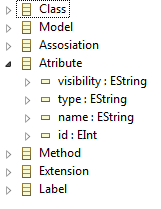 Class
Model
Assosiation
Atribute
visibility : EString
type : EString
name : EString
id : EInt
Method
Extension
Label